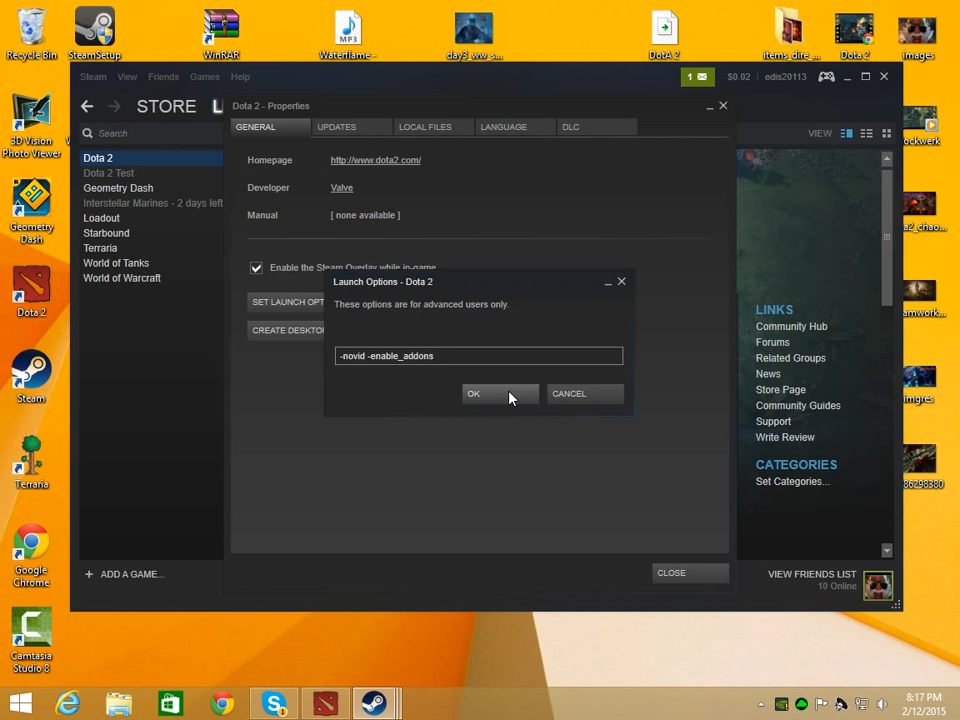 Recycle Bin
SteamSetup
WinRAR
Waterflame -
day3_ww_s...
DotA 2
items_dire_...
Dota 2
images
Steam View Friends Games Help
1
$0.02
edis20113
STORE L
Dota 2 - Properties
Search
GENERAL
UPDATES
LOCAL FILES
LANGUAGE
DLC
VIEW
3D Vision
Photo Viewer
ockwerk
Dota 2
Dota 2 Test
Geometry Dash
Interstellar Marines - 2 days left
Loadout
Starbound
Terraria
World of Tanks
World of Warcraft
Homepage
http://www.dota2.com/
Developer
Valve
Manual
[ none available ]
Enable the Steam Overlay while in-game
SET LAUNCH OPT
CREATE DESKTO
Launch Options - Dota 2
These options are for advanced users only.
-novid -enable_addons
OK
CANCEL
CLOSE
Geometry
Dash
Dota 2
Steam
Terraria
Google
Chrome
Camtasia
Studio 8
a2_chao...
amwork...
imgres
86298380
LINKS
Community Hub
Forums
Related Groups
News
Store Page
Community Guides
Support
Write Review
CATEGORIES
Set Categories...
+ ADD A GAME...
VIEW FRIENDS LIST
10 Online
8:17 PM
2/12/2015